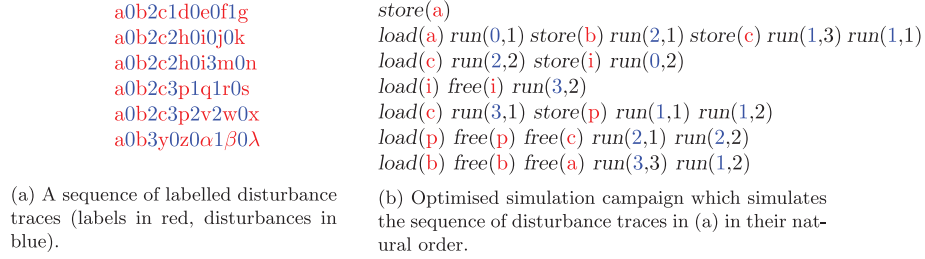 a0b2c1d0e0f1g
a0b2c2h0i0j0k
a0b2c2h0i3m0n
a0b2c3p1q1r0s
a0b2c3p2v2w0x
a0b3y0z0α1β0λ
(a) A sequence of labelled disturbance
traces (labels in red, disturbances in
blue).
store(a)
load(a) run(0,1) store(b) run(2,1) store(c) run(1,3) run(1,1)
load(c) run(2,2) store(i) run(0,2)
load(i) free(i) run(3,2)
load(c) run(3,1) store(p) run(1,1) run(1,2)
load(p) free(p) free(c) run(2,1) run(2,2)
load(b) free(b) free(a) run(3,3) run(1,2)
(b) Optimised simulation campaign which simulates
the sequence of disturbance traces in (a) in their nat-
ural order.